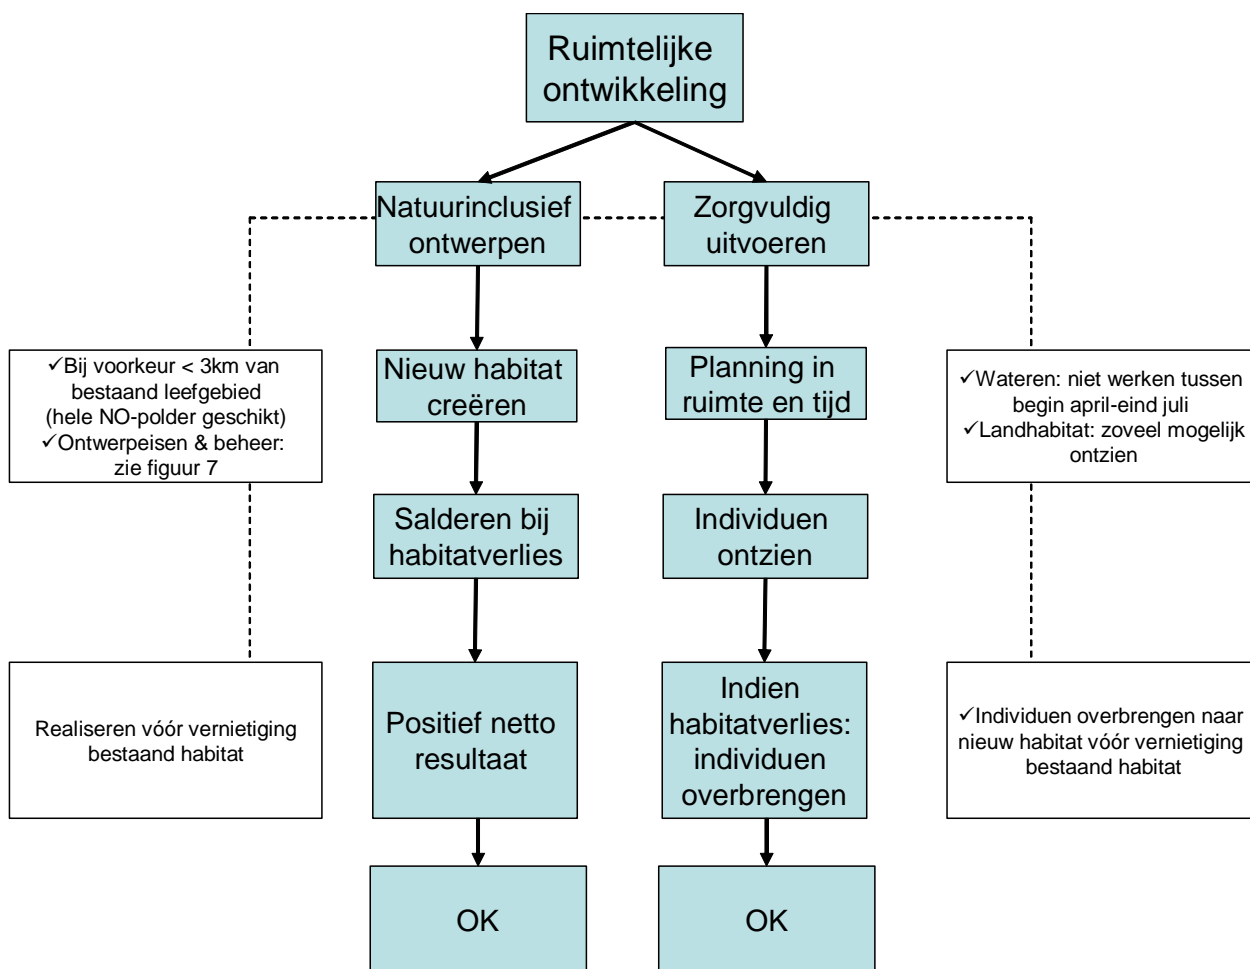 Ruimtelijke
ontwikkeling
Natuurinclusief
ontwerpen
Zorgvuldig
uitvoeren
✓Bij voorkeur < 3km van
bestaand leefgebied
(hele NO-polder geschikt)
✓Ontwerpeisen & beheer:
zie figuur 7
Nieuw habitat
creëren
Planning in
ruimte en tijd
✓Wateren: niet werken tussen
begin april-eind juli
✓Landhabitat: zoveel mogelijk
ontzien
Salderen bij
habitatverlies
Individuen
ontzien
Realiseren vóór vernietiging
bestaand habitat
Positief netto
resultaat
Indien
habitatverlies:
individuen
overbrengen
✓Individuen overbrengen naar
nieuw habitat vóór vernietiging
bestaand habitat
OK
OK